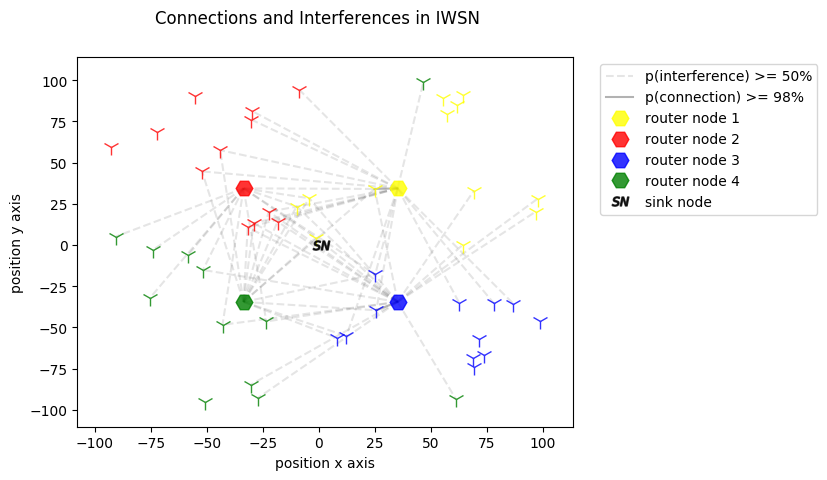 Connections and Interferences in IWSN
p(interference) >= 50%
p(connection) >= 98%
router node 1
router node 2
router node 3
router node 4
SN sink node
position y axis
100
75
50
25
0
−25
−50
−75
−100
SN
−100 −75 −50 −25 0 25 50 75 100
position x axis